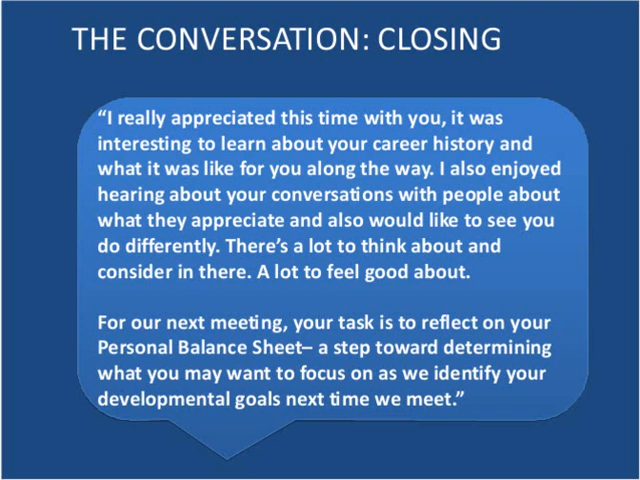 THE CONVERSATION: CLOSING
“I really appreciated this time with you, it was
interesting to learn about your career history and
what it was like for you along the way. I also enjoyed
hearing about your conversations with people about
what they appreciate and also would like to see you
do differently. There’s a lot to think about and
consider in there. A lot to feel good about.
For our next meeting, your task is to reflect on your
Personal Balance Sheet– a step toward determining
what you may want to focus on as we identify your
developmental goals next time we meet.”